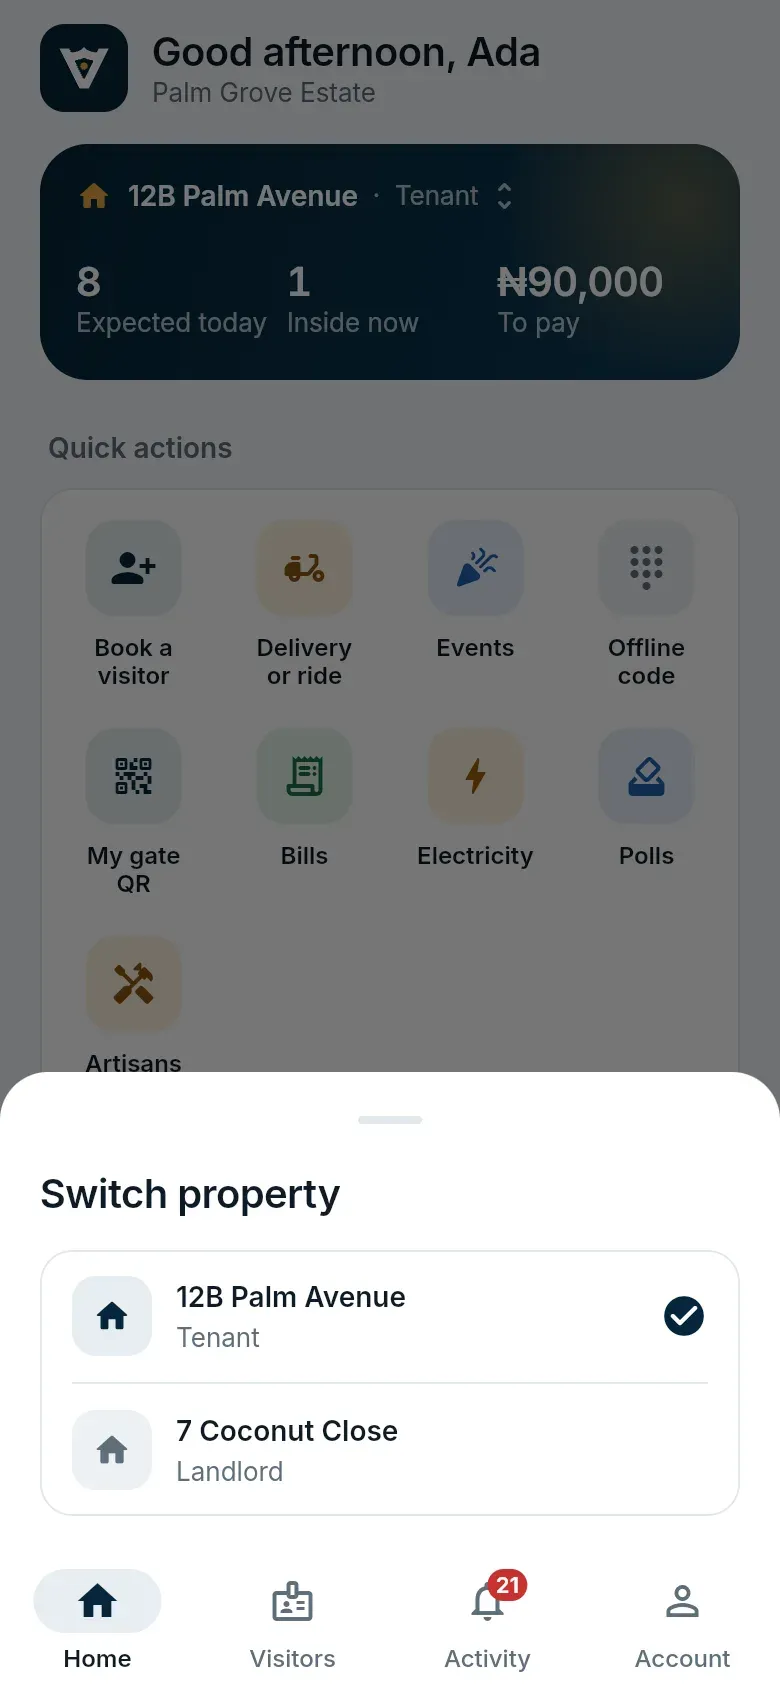 Good afternoon, Ada
Palm Grove Estate
12B Palm Avenue · Tenant
8
Expected today
1
Inside now
₦90,000
To pay
Quick actions
Book a
visitor
Delivery
or ride
Events
Offline
code
My gate
QR
Bills
Electricity
Polls
Artisans
Switch property
12B Palm Avenue
Tenant
7 Coconut Close
Landlord
21
Home
Visitors
Activity
Account